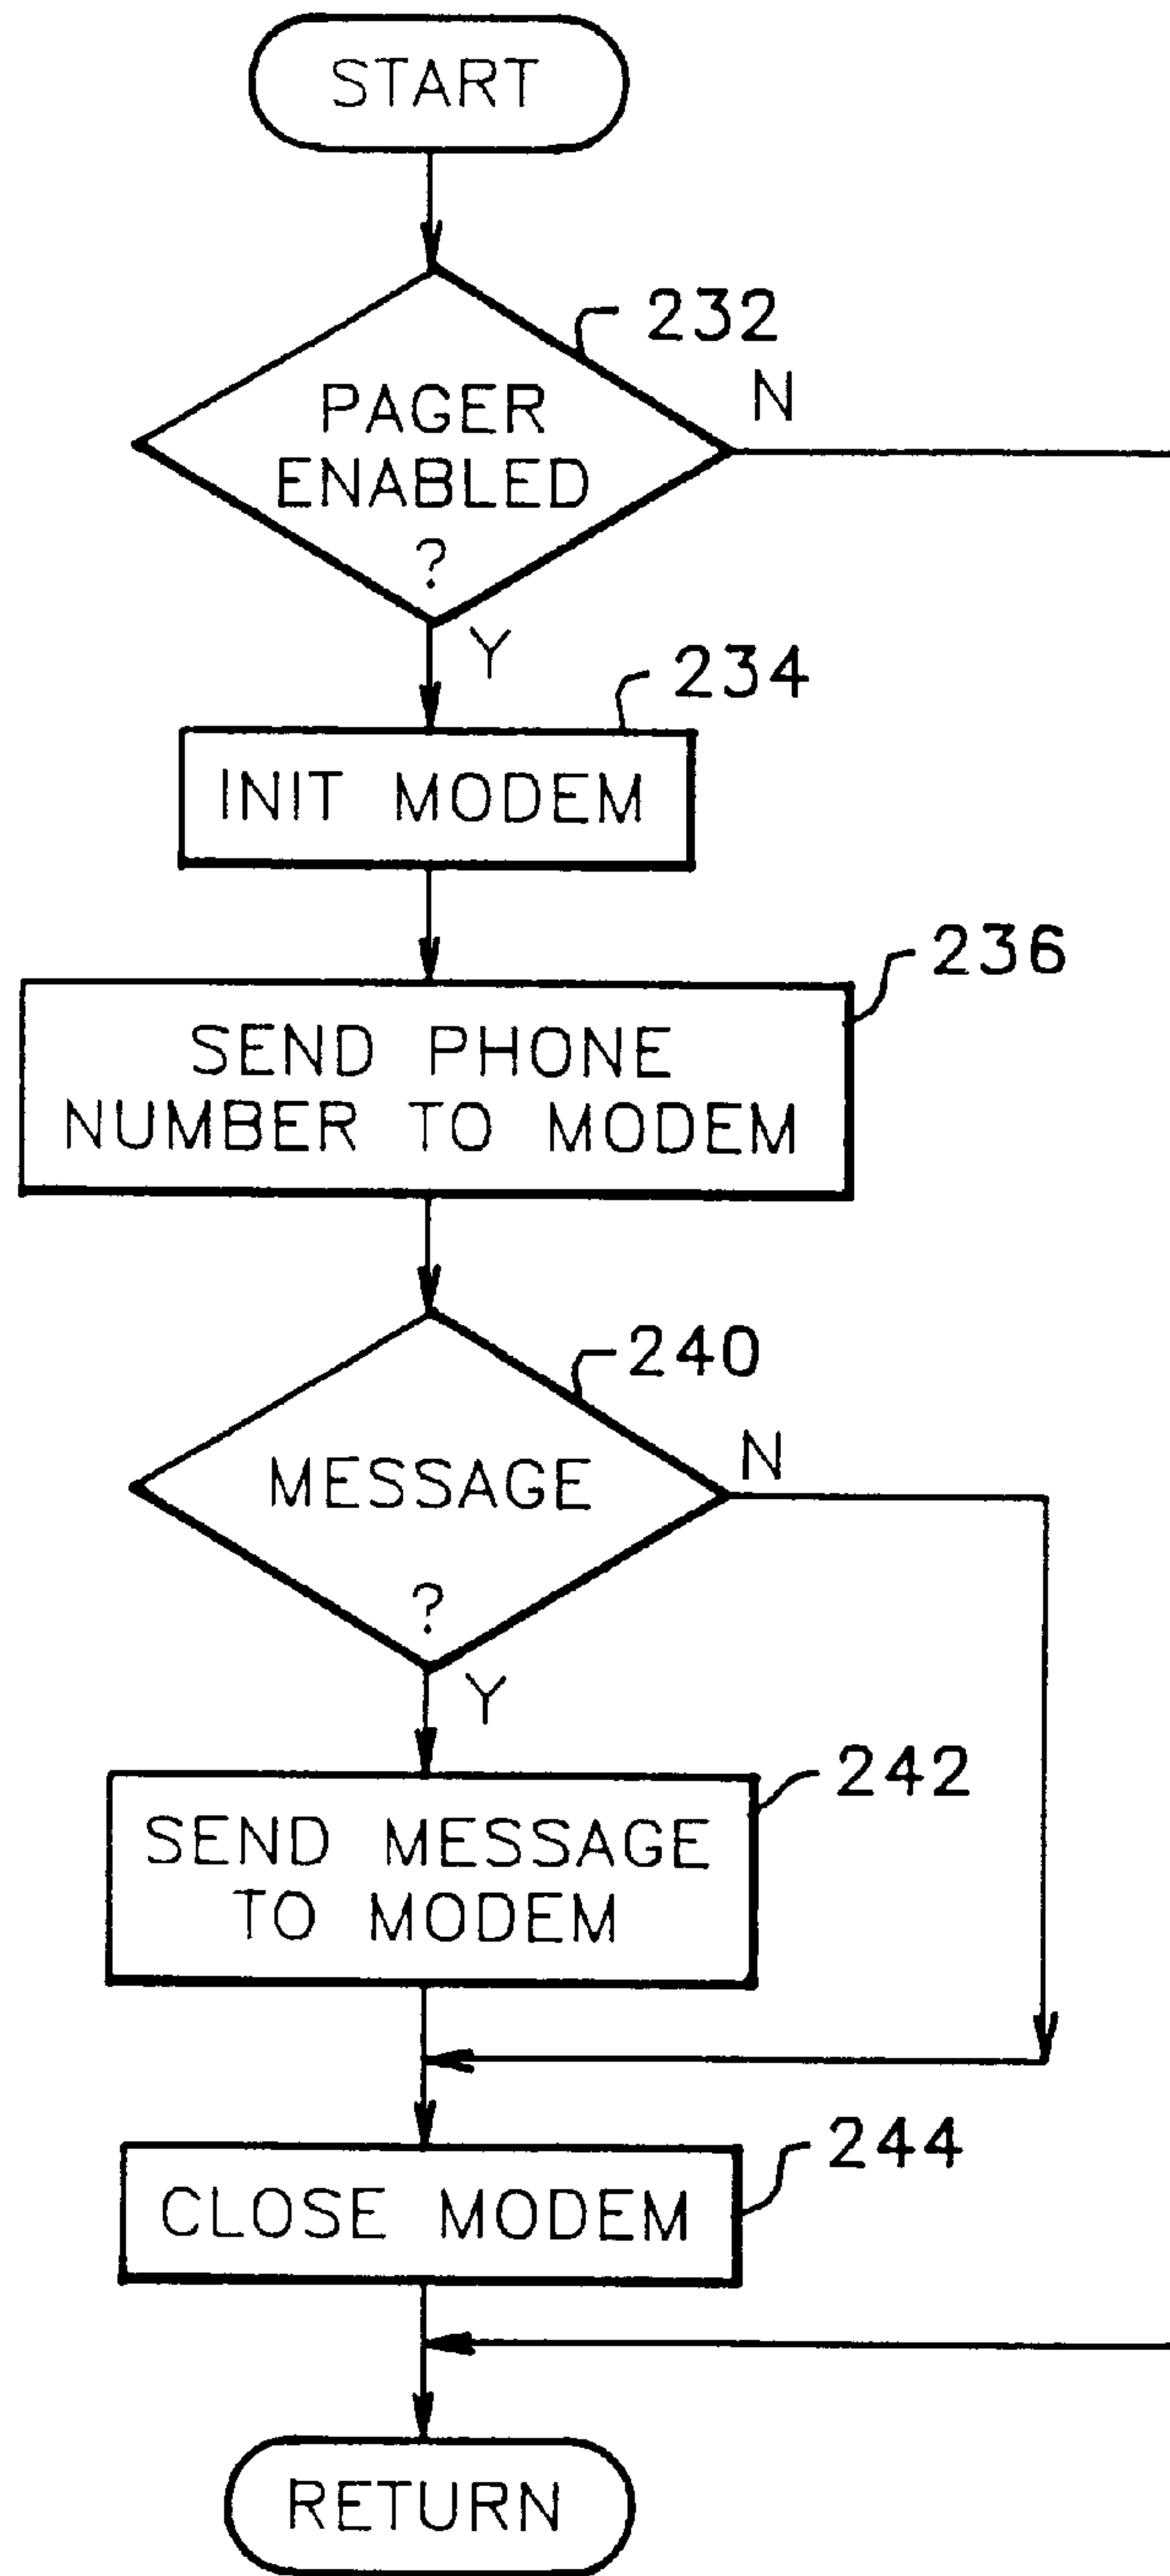 START
232
N
PAGER
ENABLED
?
Y
234
INIT MODEM
236
SEND PHONE
NUMBER TO MODEM
240
N
MESSAGE
?
Y
242
SEND MESSAGE
TO MODEM
244
CLOSE MODEM
RETURN